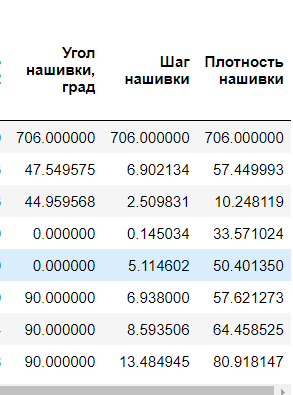 Угол нашивки, град Шаг нашивки Плотность нашивки
706.000000 706.000000 706.000000
47.549575 6.902134 57.449993
44.959568 2.509831 10.248119
0.000000 0.145034 33.571024
0.000000 5.114602 50.401350
90.000000 6.938000 57.621273
90.000000 8.593506 64.458525
90.000000 13.484945 80.918147